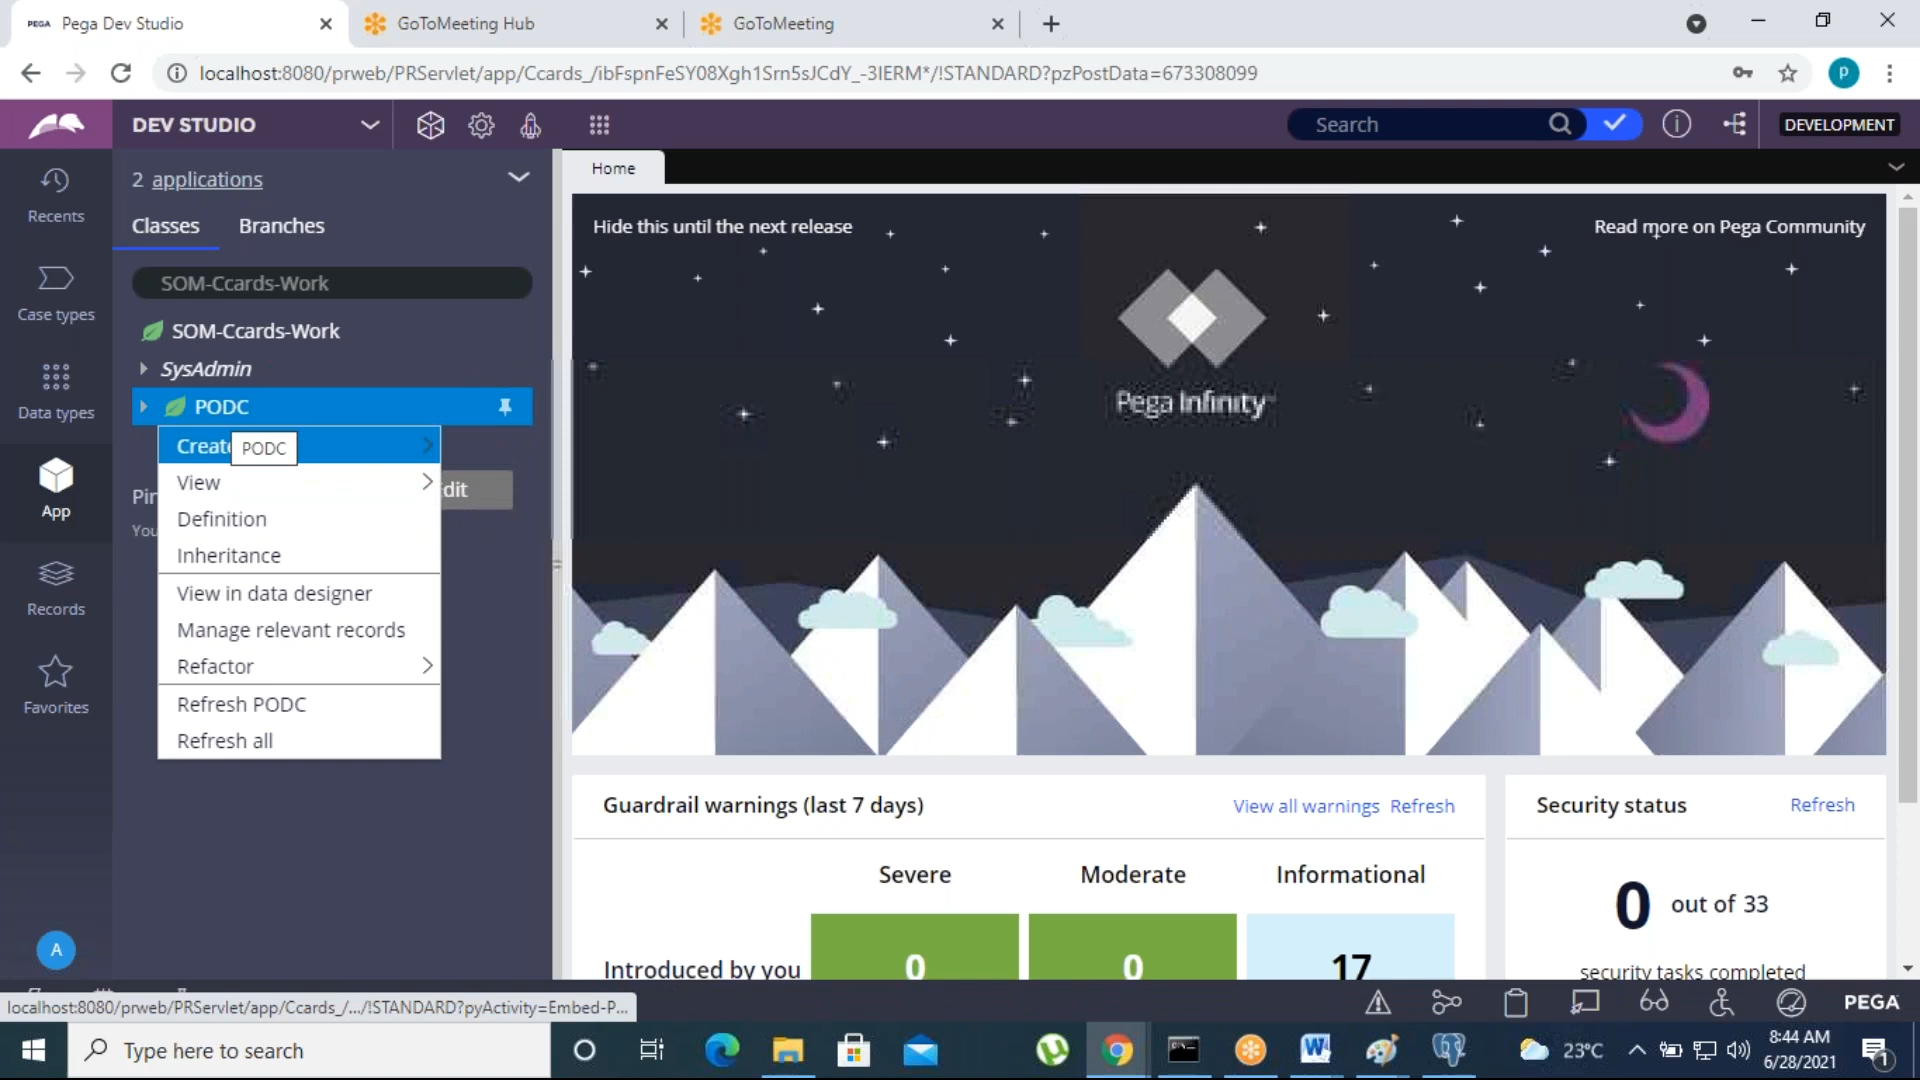 PEGA Pega Dev Studio
GoToMeeting Hub
GoToMeeting
localhost:8080/prweb/PRServlet/app/Ccards_/ibFspnFeSY08Xgh1Srn5sJCdY_-3IERM*/!STANDARD?pzPostData=673308099
P
DEV STUDIO
Search
DEVELOPMENT
Recents
Case types
Data types
App
Records
Favorites
A
2 applications
Classes
Branches
SOM-Ccards-Work
SOM-Ccards-Work
SysAdmin
PODC
Create
PODC
View
Definition
Inheritance
View in data designer
Manage relevant records
Refactor
Refresh PODC
Refresh all
Home
Hide this until the next release
Read more on Pega Community
Pega Infinity
Guardrail warnings (last 7 days)
View all warnings Refresh
Severe
Moderate
Informational
Introduced by you
0
0
17
Security status
Refresh
0 out of 33
security tasks completed
localhost:8080/prweb/PRServlet/app/Ccards_/.../!STANDARD?pyActivity=Embed-P...
PEGA
Type here to search
23°C
8:44 AM
6/28/2021
1